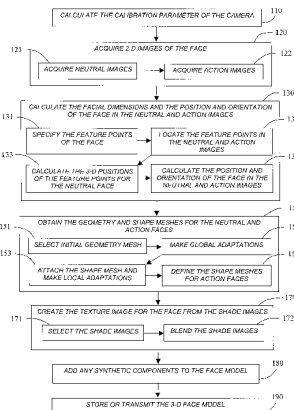 CALCULATE THE CALIBRATION PARAMETER OF THE CAMERA
110
120
ACQUIRE 2-D IMAGES OF THE FACE
121
ACQUIRE NEUTRAL IMAGES
ACQUIRE ACTION IMAGES
122
130
CALCULATE THE FACIAL DIMENSIONS AND THE POSITION AND ORIENTATION
OF THE FACE IN THE NEUTRAL AND ACTION IMAGES
131
SPECIFY THE FEATURE POINTS
OF THE FACE
LOCATE THE FEATURE POINTS IN
THE NEUTRAL AND ACTION
IMAGES
133
CALCULATE THE 3-D POSITIONS
OF THE FEATURE POINTS FOR
THE NEUTRAL FACE
CALCULATE THE POSITION AND
ORIENTATION OF THE FACE IN THE
NEUTRAL AND ACTION IMAGES
OBTAIN THE GEOMETRY AND SHAPE MESHES FOR THE NEUTRAL AND
ACTION FACES
151
SELECT INITIAL GEOMETRY MESH
MAKE GLOBAL ADAPTATIONS
153
ATTACH THE SHAPE MESH AND
MAKE LOCAL ADAPTATIONS
DEFINE THE SHAPE MESHES
FOR ACTION FACES
170
CREATE THE TEXTURE IMAGE FOR THE FACE FROM THE SHADE IMAGES
171
SELECT THE SHADE IMAGES
BLEND THE SHADE IMAGES
172
ADD ANY SYNTHETIC COMPONENTS TO THE FACE MODEL
180
STORE OR TRANSMIT THE 3-D FACE MODEL
190